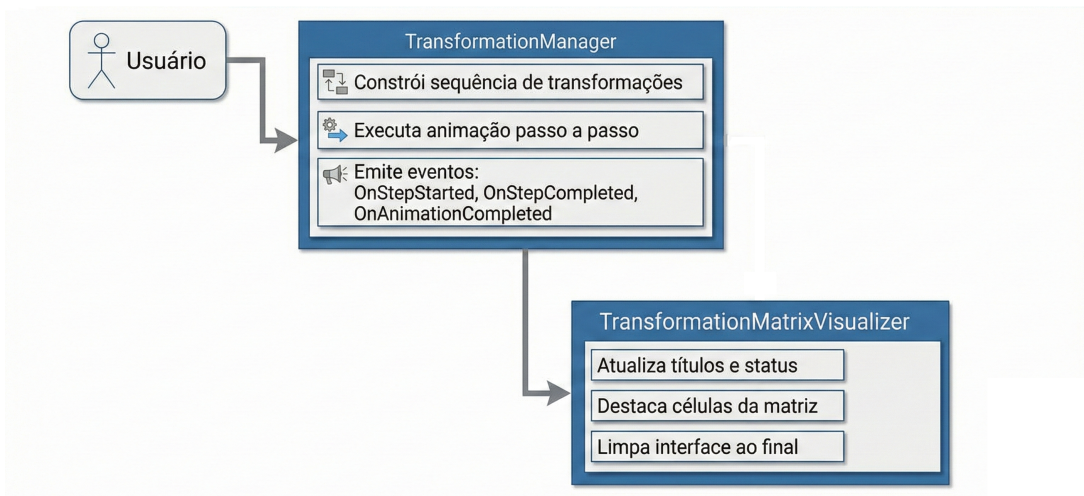 Usuário
TransformationManager
Constrói sequência de transformações
Executa animação passo a passo
Emite eventos:
OnStepStarted, OnStepCompleted,
OnAnimationCompleted
TransformationMatrixVisualizer
Atualiza títulos e status
Destaca células da matriz
Limpa interface ao final